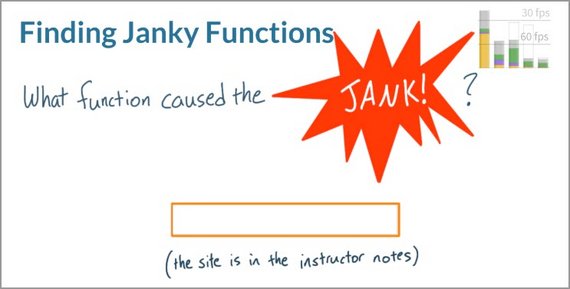 Finding Janky Functions
30 fps
60 fps
What function caused the JANK! ?
(the site is in the instructor notes)